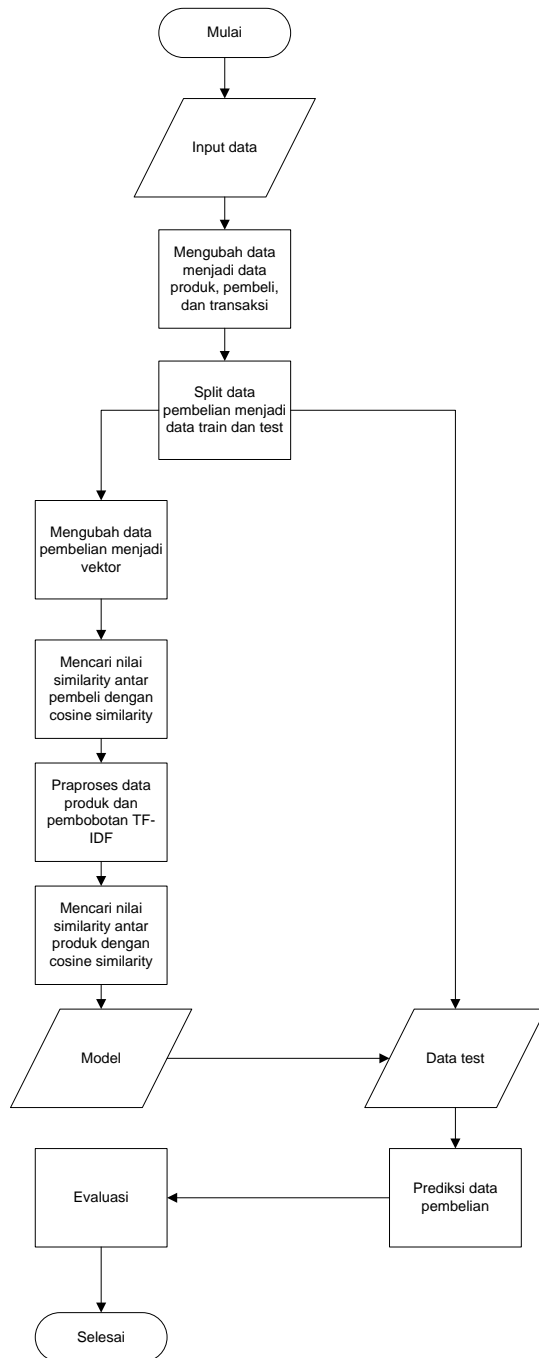 Mulai
Input data
Mengubah data
menjadi data
produk, pembeli,
dan transaksi
Split data
pembelian menjadi
data train dan test
Mengubah data
pembelian menjadi
vektor
Mencari nilai
similarity antar
pembeli dengan
cosine similarity
Praproses data
produk dan
pembobotan TF-
IDF
Mencari nilai
similarity antar
produk dengan
cosine similarity
Model
Data test
Prediksi data
pembelian
Evaluasi
Selesai